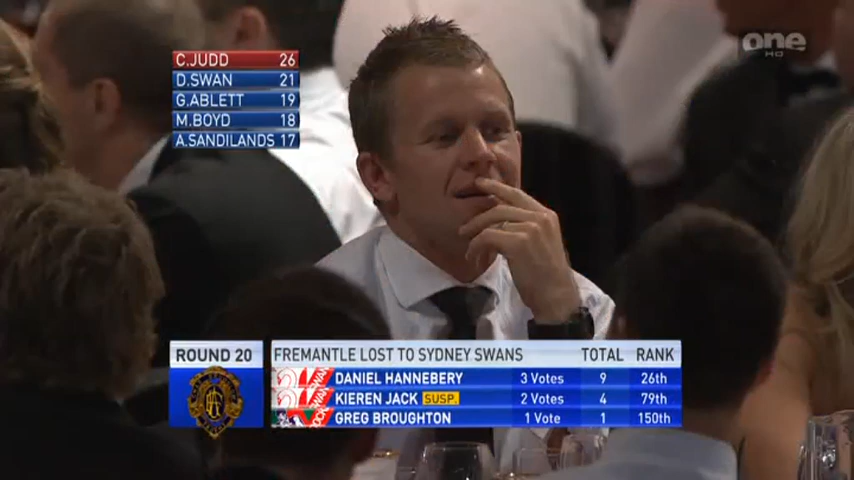 one
HD
C.JUDD 26
D.SWAN 21
G.ABLETT 19
M.BOYD 18
A.SANDILANDS 17
ROUND 20
FREMANTLE LOST TO SYDNEY SWANS TOTAL RANK
DANIEL HANNEBERY 3 Votes 9 26th
KIEREN JACK SUSP. 2 Votes 4 79th
GREG BROUGHTON 1 Vote 1 150th